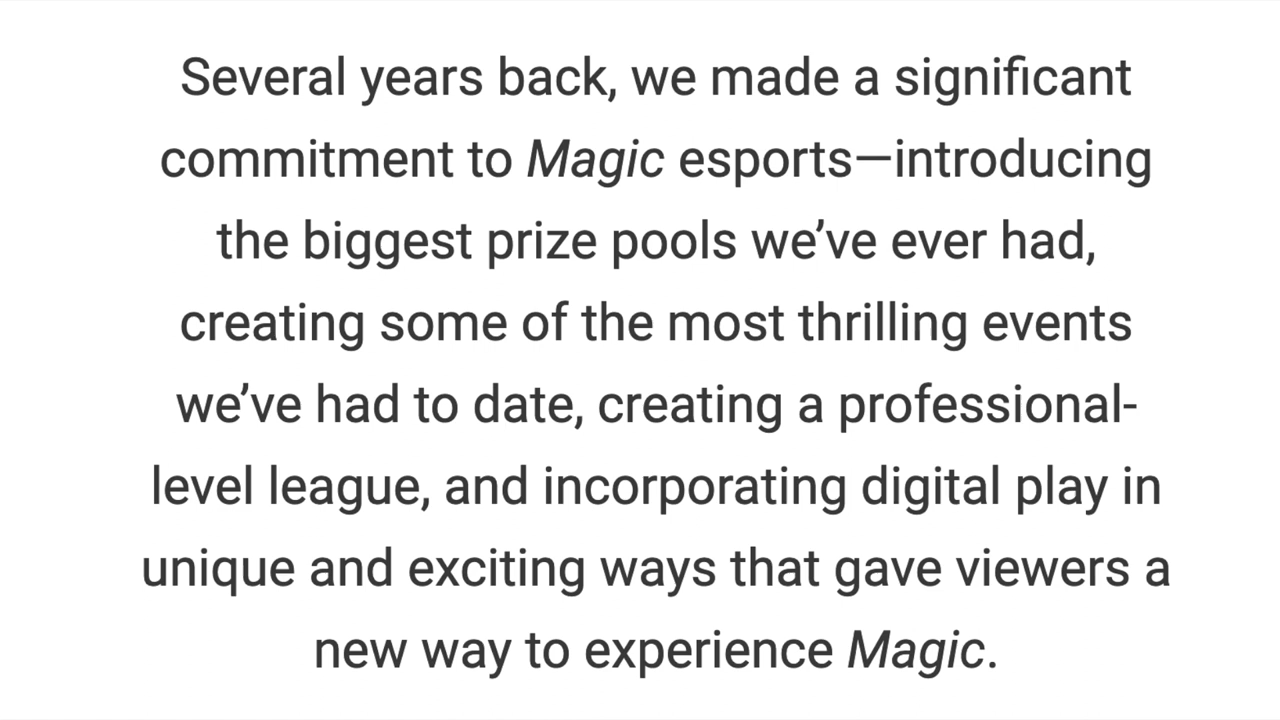 Several years back, we made a significant
commitment to Magic esports—introducing
the biggest prize pools we’ve ever had,
creating some of the most thrilling events
we’ve had to date, creating a professional-
level league, and incorporating digital play in
unique and exciting ways that gave viewers a
new way to experience Magic.